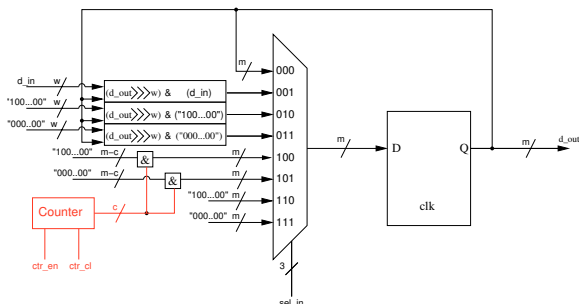 m
000
d_in w
(d_out>>>w) & (d_in)
001
"100...00" w
(d_out>>>w) & ("100...00")
010
"000..00" w
(d_out>>>w) & ("000...00")
011
"100..00" m-c
&
m
100
"000..00" m-c
&
m
101
"100...00" m
110
"000..00" m
111
Counter
c
ctr_en ctr_cl
3
sel_in
m
D Q
clk
m
d_out